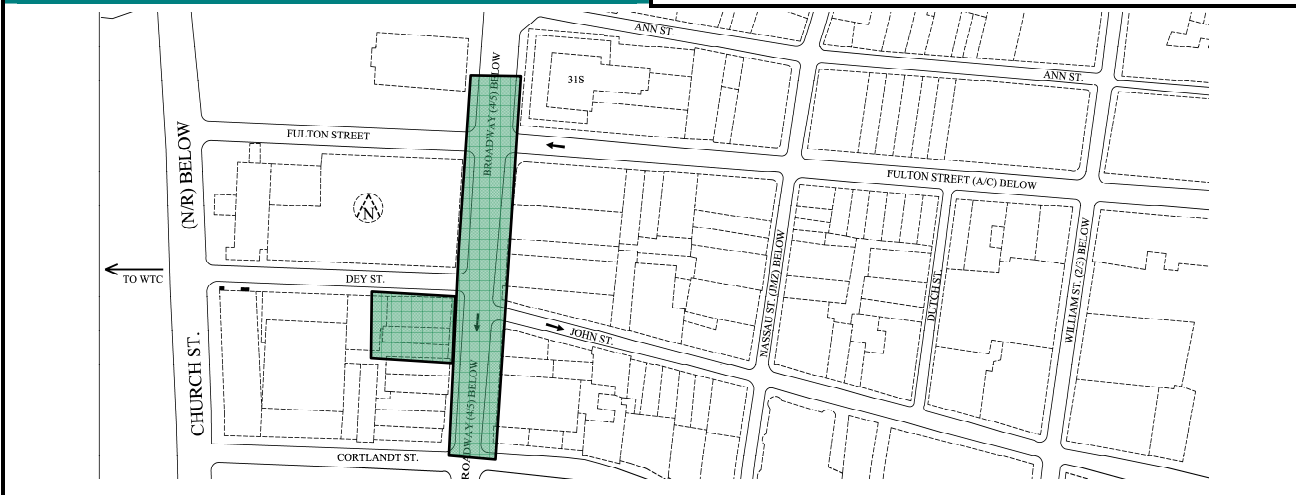 ANN ST
ANN ST.
31S
BROADWAY (4/5) BELOW
FULTON STREET
FULTON STREET (A/C) BELOW
(N/R) BELOW
N
TO WTC
DEY ST.
CHURCH ST.
JOHN ST.
NASSAU ST. (JMZ) BELOW
DUTCH ST.
WILLIAM ST. (2/3) BELOW
ROADWAY (4/5) BELOW
CORTLANDT ST.